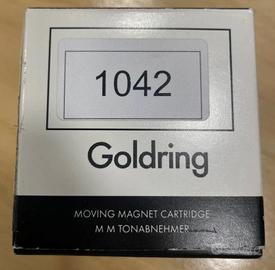 1042
Goldring
MOVING MAGNET CARTRIDGE
M M TONABNEHMER